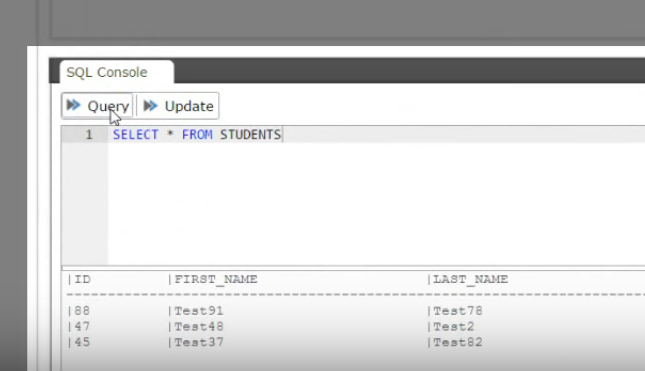 SQL Console
Query Update
1 SELECT * FROM STUDENTS
|ID |FIRST_NAME |LAST_NAME
|88 |Test91 |Test78
|47 |Test48 |Test2
|45 |Test37 |Test82